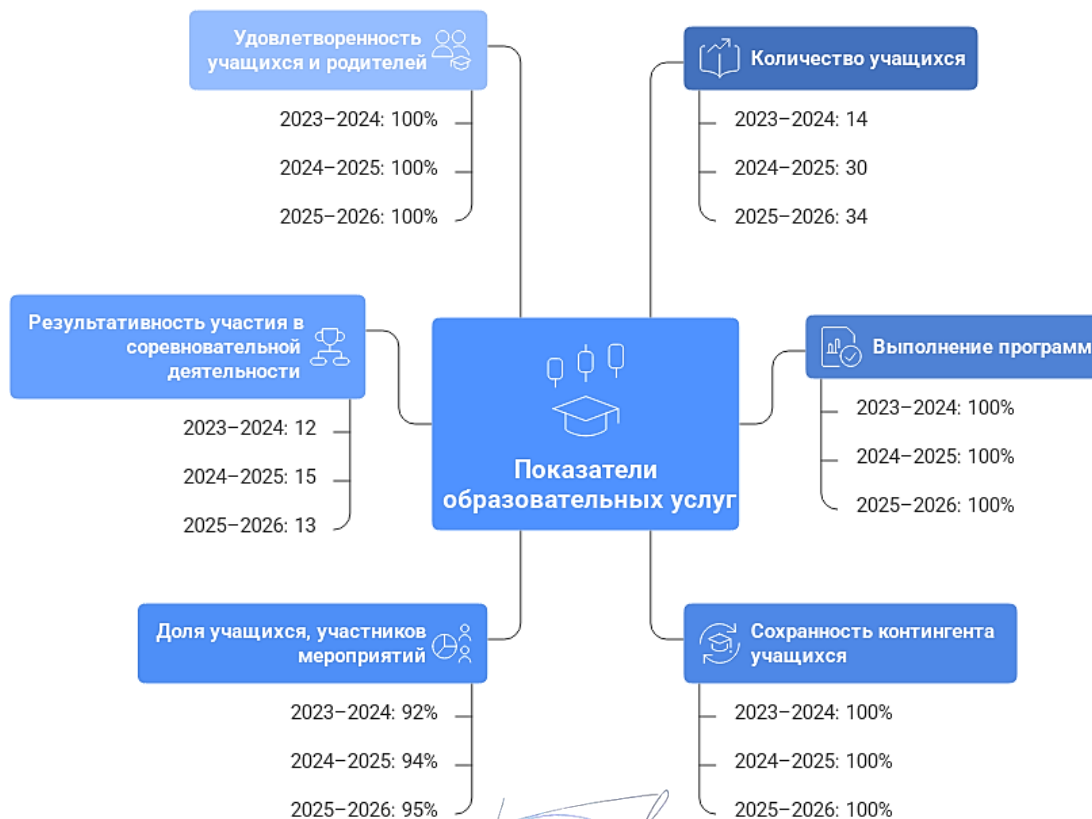 Удовлетворенность
учащихся и родителей
2023–2024: 100%
2024–2025: 100%
2025–2026: 100%
Количество учащихся
2023–2024: 14
2024–2025: 30
2025–2026: 34
Результативность участия в
соревновательной
деятельности
2023–2024: 12
2024–2025: 15
2025–2026: 13
Показатели
образовательных услуг
Выполнение программ
2023–2024: 100%
2024–2025: 100%
2025–2026: 100%
Доля учащихся, участников
мероприятий
2023–2024: 92%
2024–2025: 94%
2025–2026: 95%
Сохранность контингента
учащихся
2023–2024: 100%
2024–2025: 100%
2025–2026: 100%